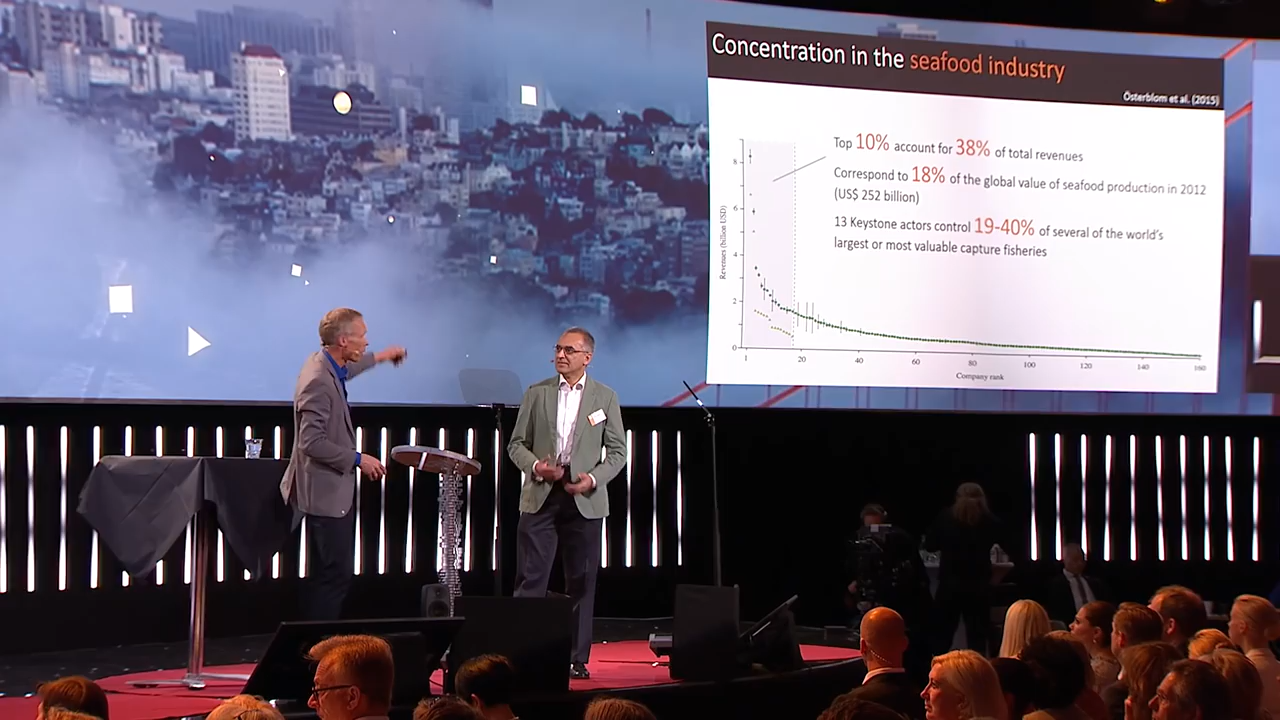 Concentration in the seafood industry
Österblom et al. (2015)
Top 10% account for 38% of total revenues
Correspond to 18% of the global value of seafood production in 2012
(US$ 252 billion)
13 Keystone actors control 19-40% of several of the world's
largest or most valuable capture fisheries
Revenues (billion USD)
8
6
4
2
0
1 20 40 60 80 100 120 140 160
Company rank